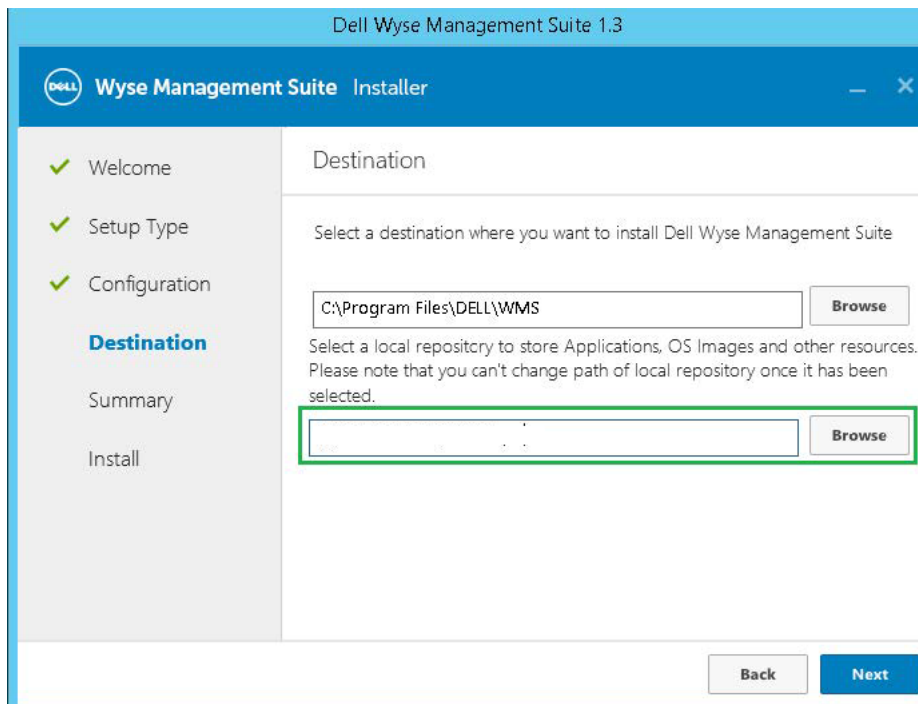 Dell Wyse Management Suite 1.3
DELL Wyse Management Suite Installer
Welcome
Setup Type
Configuration
Destination
Summary
Install
Destination
Select a destination where you want to install Dell Wyse Management Suite
C:\Program Files\DELL\WMS
Browse
Select a local repository to store Applications, OS Images and other resources.
Please note that you can't change path of local repository once it has been
selected.
Browse
Back
Next